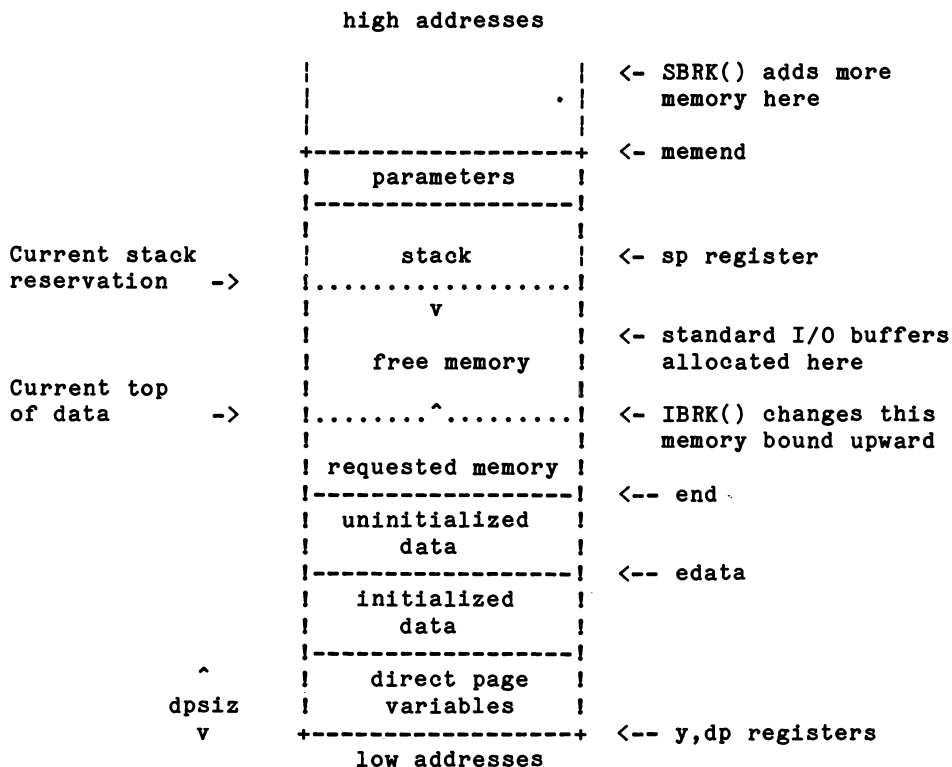 high addresses
|                 |  <- SBRK() adds more
|                 |     memory here
|                 |
+-----------------+  <- memend
!   parameters    !
!-----------------!
!                 !
Current stack        |      stack      |  <- sp register
reservation   ->     !.................!
!        v        !
!                 !  <- standard I/O buffers
!   free memory   !     allocated here
Current top          !                 !
of data       ->     !........^........!  <- IBRK() changes this
!                 !     memory bound upward
! requested memory !
!-----------------!  <-- end
!  uninitialized  !
!      data       !
!-----------------!  <-- edata
!   initialized   !
!      data       !
!-----------------!
^          !   direct page   !
dpsiz        !    variables    !
v          +-----------------+  <-- y,dp registers
low addresses